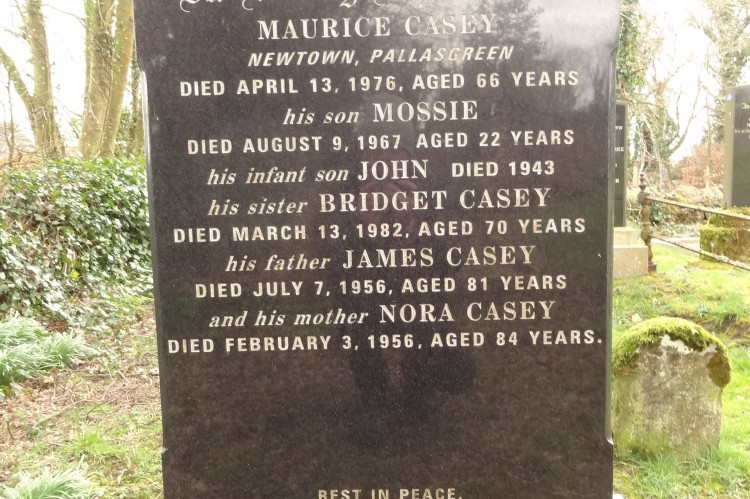 MAURICE CASEY
NEWTOWN, PALLASGREEN
DIED APRIL 13, 1976, AGED 66 YEARS
his son MOSSIE
DIED AUGUST 9, 1967 AGED 22 YEARS
his infant son JOHN DIED 1943
his sister BRIDGET CASEY
DIED MARCH 13, 1982, AGED 70 YEARS
his father JAMES CASEY
DIED JULY 7, 1956, AGED 81 YEARS
and his mother NORA CASEY
DIED FEBRUARY 3, 1956, AGED 84 YEARS.
REST IN PEACE.